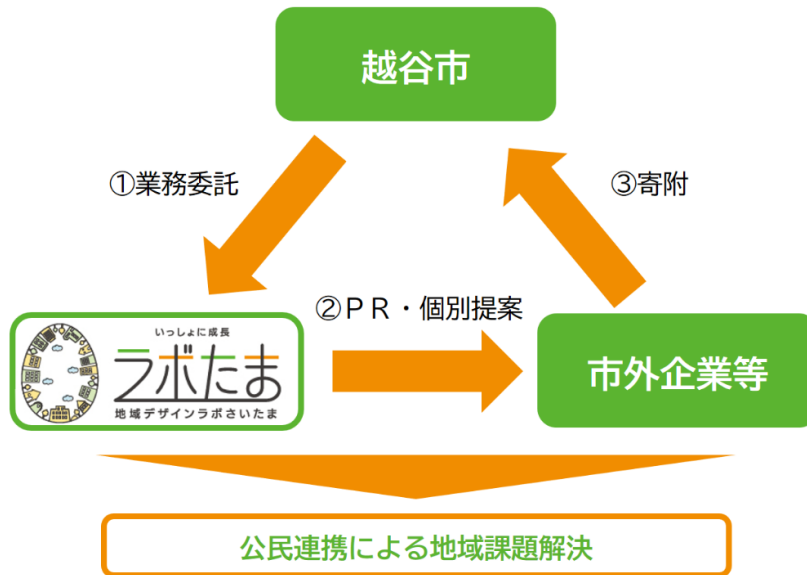 越谷市
①業務委託
③寄附
②ＰＲ・個別提案
いっしょに成長
ラボたま
地域デザインラボさいたま
市外企業等
公民連携による地域課題解決